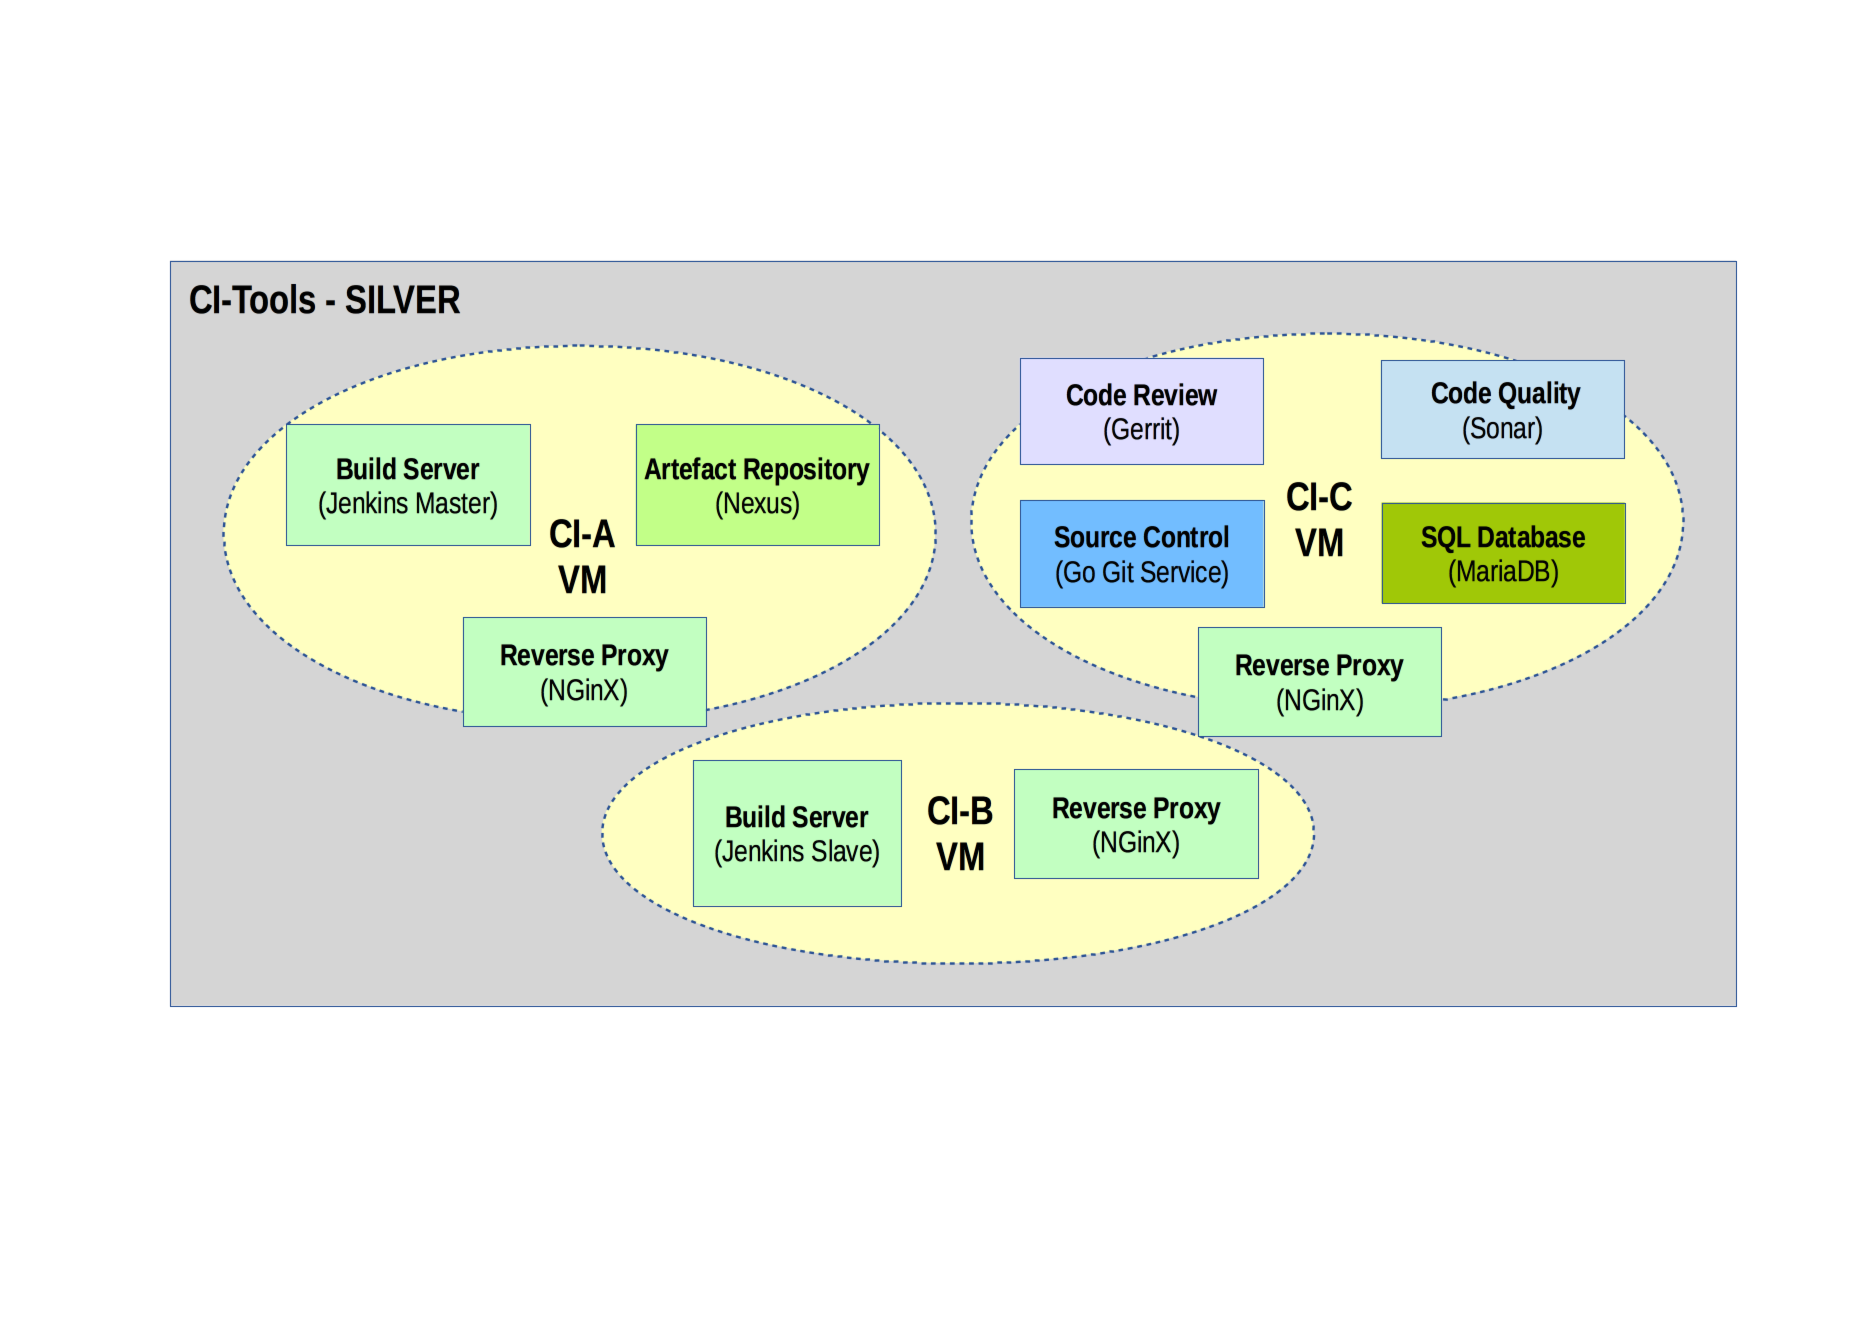 CI-Tools - SILVER
Build Server
(Jenkins Master)
Artefact Repository
(Nexus)
CI-A
VM
Reverse Proxy
(NGinX)
Code Review
(Gerrit)
Code Quality
(Sonar)
CI-C
VM
Source Control
(Go Git Service)
SQL Database
(MariaDB)
Reverse Proxy
(NGinX)
Build Server
(Jenkins Slave)
CI-B
VM
Reverse Proxy
(NGinX)